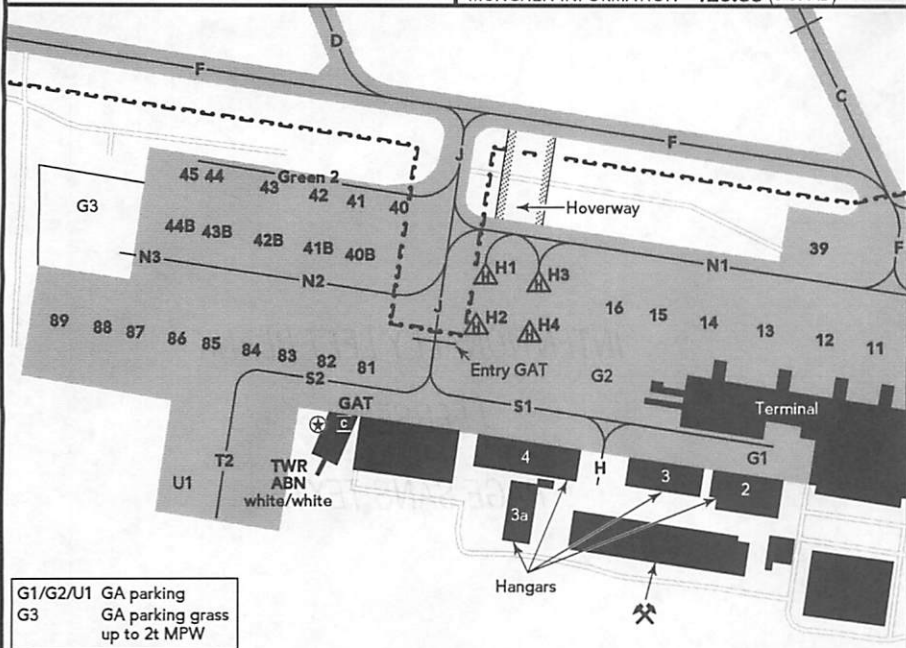 D
F
C
J
F
45 44
Green 2
43
42
41
40
G3
Hoverway
44B
43B
42B
41B
40B
39
F
N3
N2
H1
H3
N1
J
16
15
14
13
12
11
H2
H4
89
88
87
86
85
84
83
82
81
Entry GAT
G2
S2
S1
Terminal
GAT
C
T2
TWR
ABN
white/white
U1
4
H
3
G1
2
3a
Hangars
G1/G2/U1 GA parking
G3 GA parking grass
up to 2t MPW